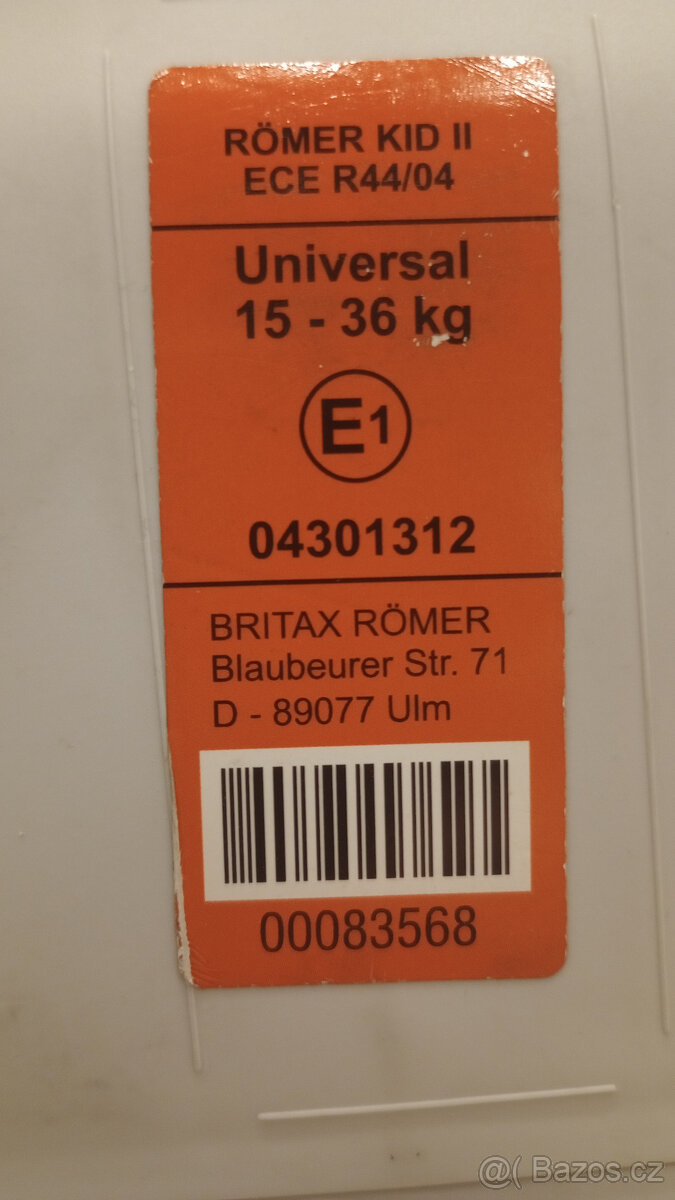 RÖMER KID II
ECE R44/04
Universal
15 - 36 kg
E1
04301312
BRITAX RÖMER
Blaubeurer Str. 71
D - 89077 Ulm
00083568
@( Bazos.cz